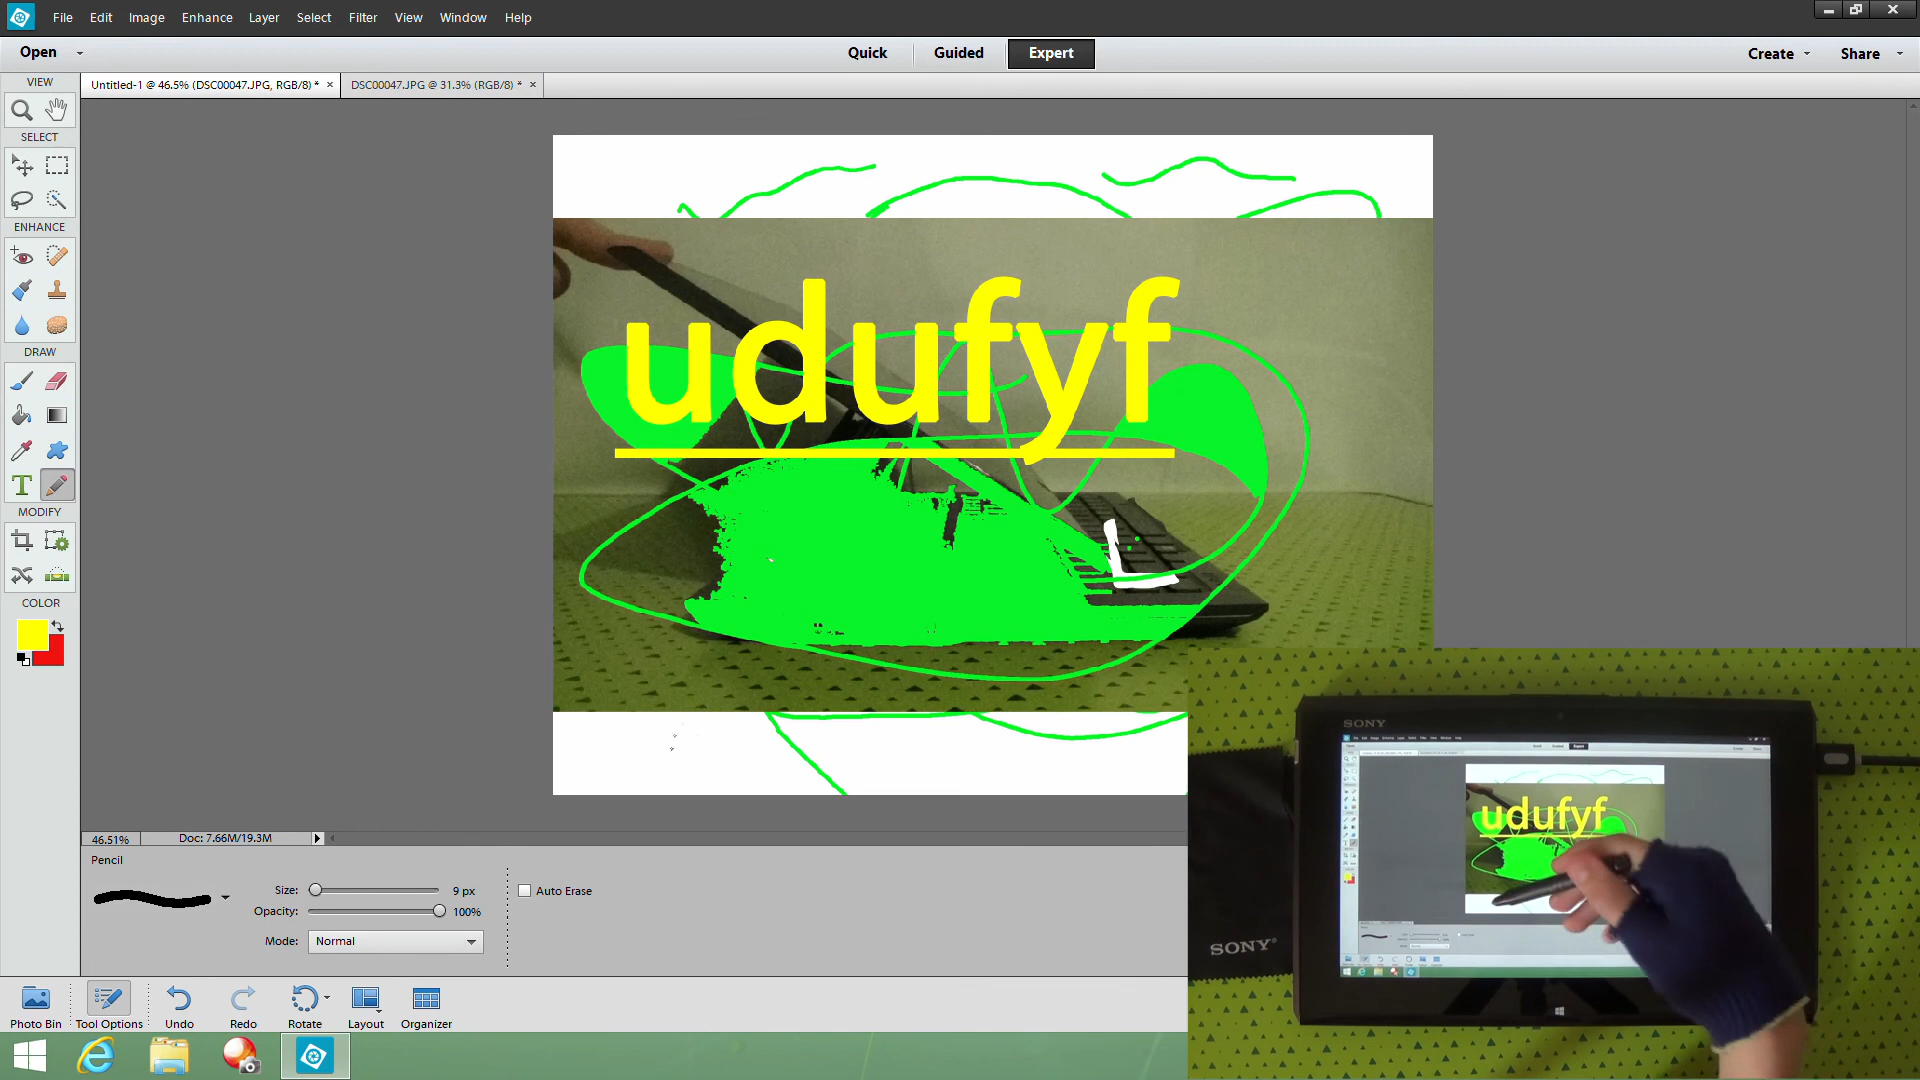 File Edit Image Enhance Layer Select Filter View Window Help
Open Quick Guided Expert Create Share
VIEW
Untitled-1 @ 46.5% (DSC00047.JPG, RGB/8) * × DSC00047.JPG @ 31.3% (RGB/8) * ×
SELECT
ENHANCE
DRAW
T
MODIFY
COLOR
udufyf
L
SONY
udufyf
SONY
46.51% Doc: 7.66M/19.3M
Pencil
Size: 9 px
Auto Erase
Opacity: 100%
Mode: Normal
Photo Bin Tool Options Undo Redo Rotate Layout Organizer